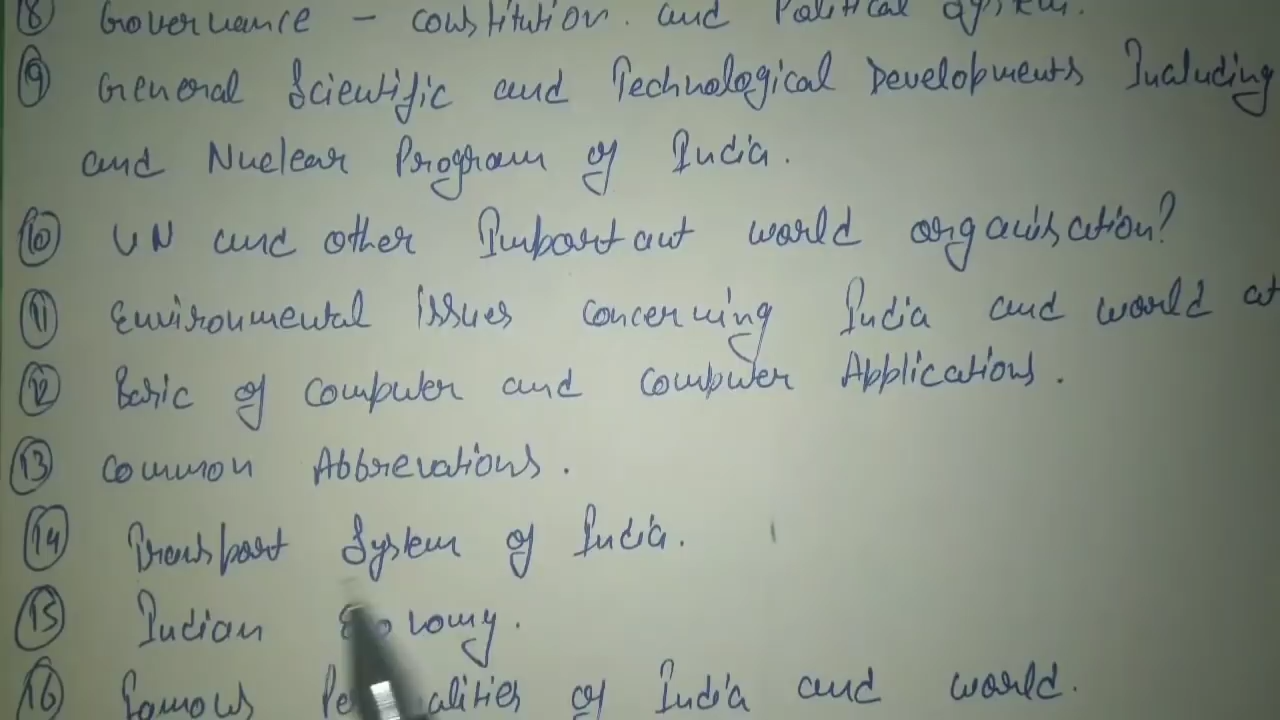 8 Governance - constitution. and Political System.
9 General Scientific and Technological Developments Including
and Nuclear Program of India.
10 UN and other Important world organisation?
11 Environmental issues concerning India and world at
12 Basic of computer and computer Applications.
13 common Abbrevations.
14 Transport System of India.
15 Indian
16 Famous of India and world.